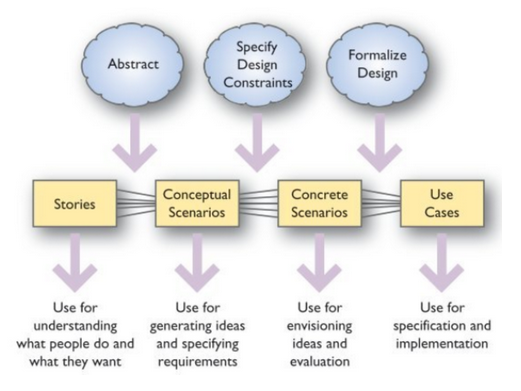 Abstract
Specify
Design
Constraints
Formalize
Design
Stories
Conceptual
Scenarios
Concrete
Scenarios
Use
Cases
Use for
understanding
what people do and
what they want
Use for
generating ideas
and specifying
requirements
Use for
envisioning
ideas and
evaluation
Use for
specification and
implementation